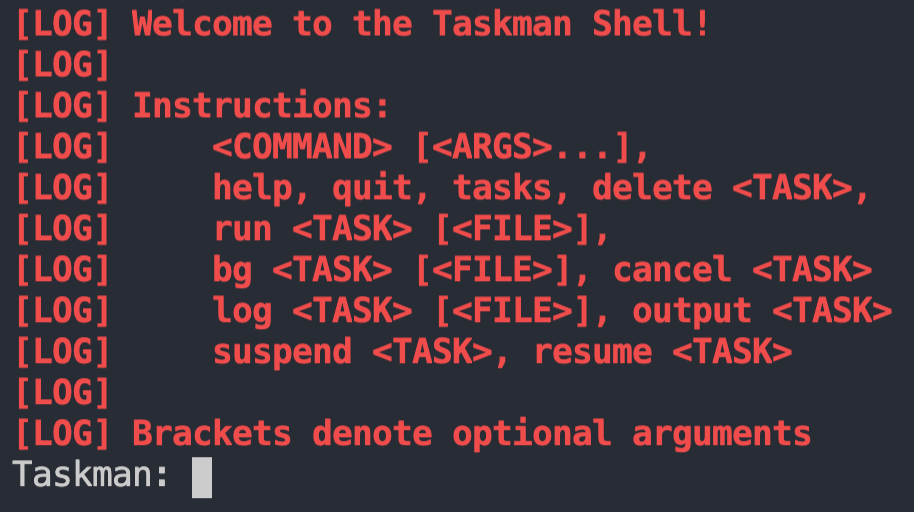 [LOG] Welcome to the Taskman Shell!
[LOG]
[LOG] Instructions:
[LOG]     <COMMAND> [<ARGS>...],
[LOG]     help, quit, tasks, delete <TASK>,
[LOG]     run <TASK> [<FILE>],
[LOG]     bg <TASK> [<FILE>], cancel <TASK>
[LOG]     log <TASK> [<FILE>], output <TASK>
[LOG]     suspend <TASK>, resume <TASK>
[LOG]
[LOG] Brackets denote optional arguments
Taskman: